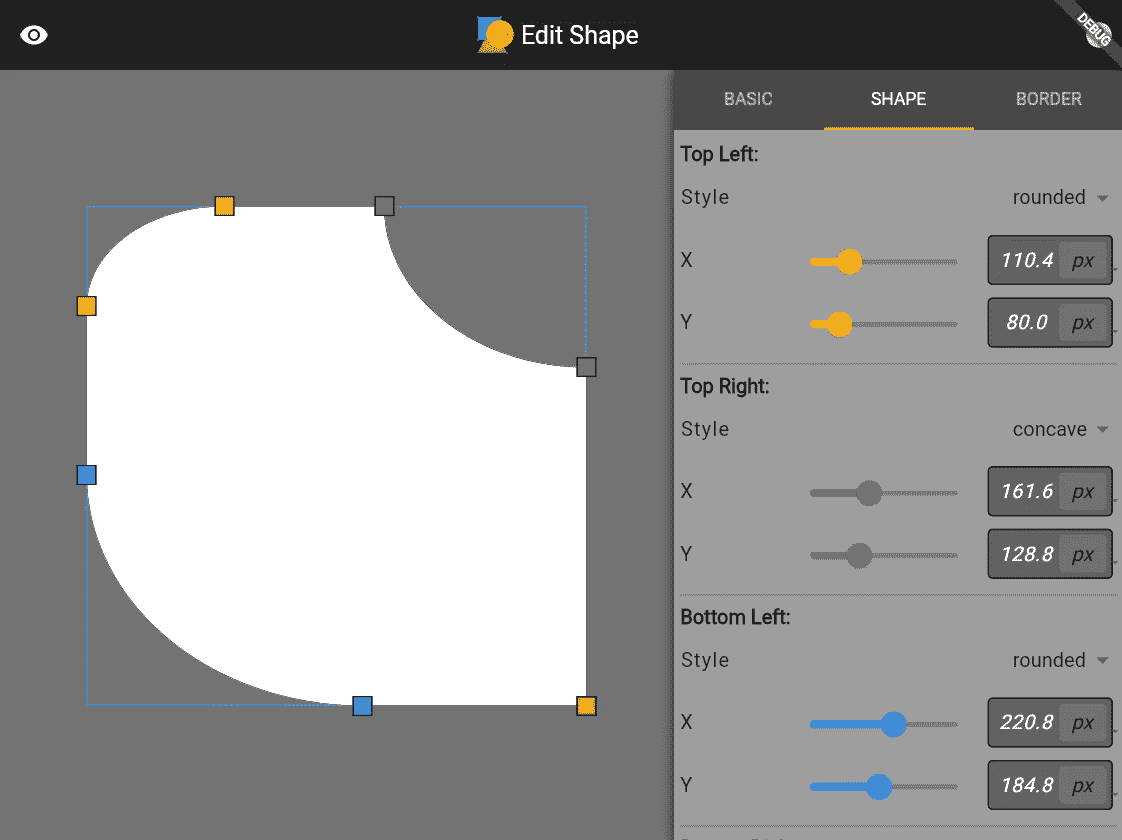 Edit Shape
DEBUG
BASIC SHAPE BORDER
Top Left:
Style rounded
X 110.4 px
Y 80.0 px
Top Right:
Style concave
X 161.6 px
Y 128.8 px
Bottom Left:
Style rounded
X 220.8 px
Y 184.8 px